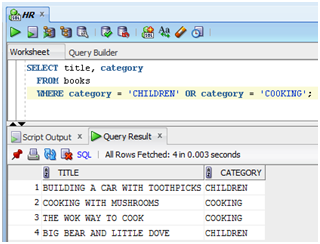 HR
Worksheet Query Builder
SELECT title, category
FROM books
WHERE category = 'CHILDREN' OR category = 'COOKING';
Script Output Query Result
SQL All Rows Fetched: 4 in 0.003 seconds
TITLE CATEGORY
1 BUILDING A CAR WITH TOOTHPICKS CHILDREN
2 COOKING WITH MUSHROOMS COOKING
3 THE WOK WAY TO COOK COOKING
4 BIG BEAR AND LITTLE DOVE CHILDREN